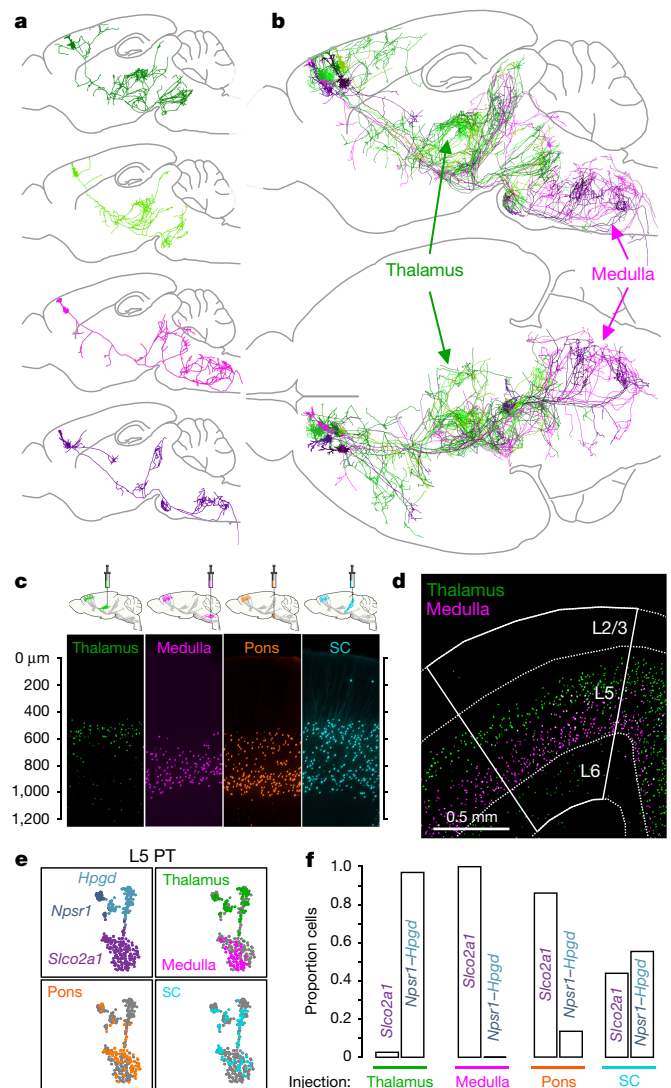 a
b
Thalamus
Medulla
c
Thalamus
Medulla
Pons
SC
0 μm
200
400
600
800
1,000
1,200
d
Thalamus
Medulla
L2/3
L5
L6
0.5 mm
e
L5 PT
Hpgd
Npsr1
Slco2a1
Thalamus
Medulla
Pons
SC
f
Proportion cells
1.0
0.8
0.6
0.4
0.2
0
Slco2a1
Npsr1–Hpgd
Slco2a1
Npsr1–Hpgd
Slco2a1
Npsr1–Hpgd
Slco2a1
Npsr1–Hpgd
Injection: Thalamus Medulla Pons SC